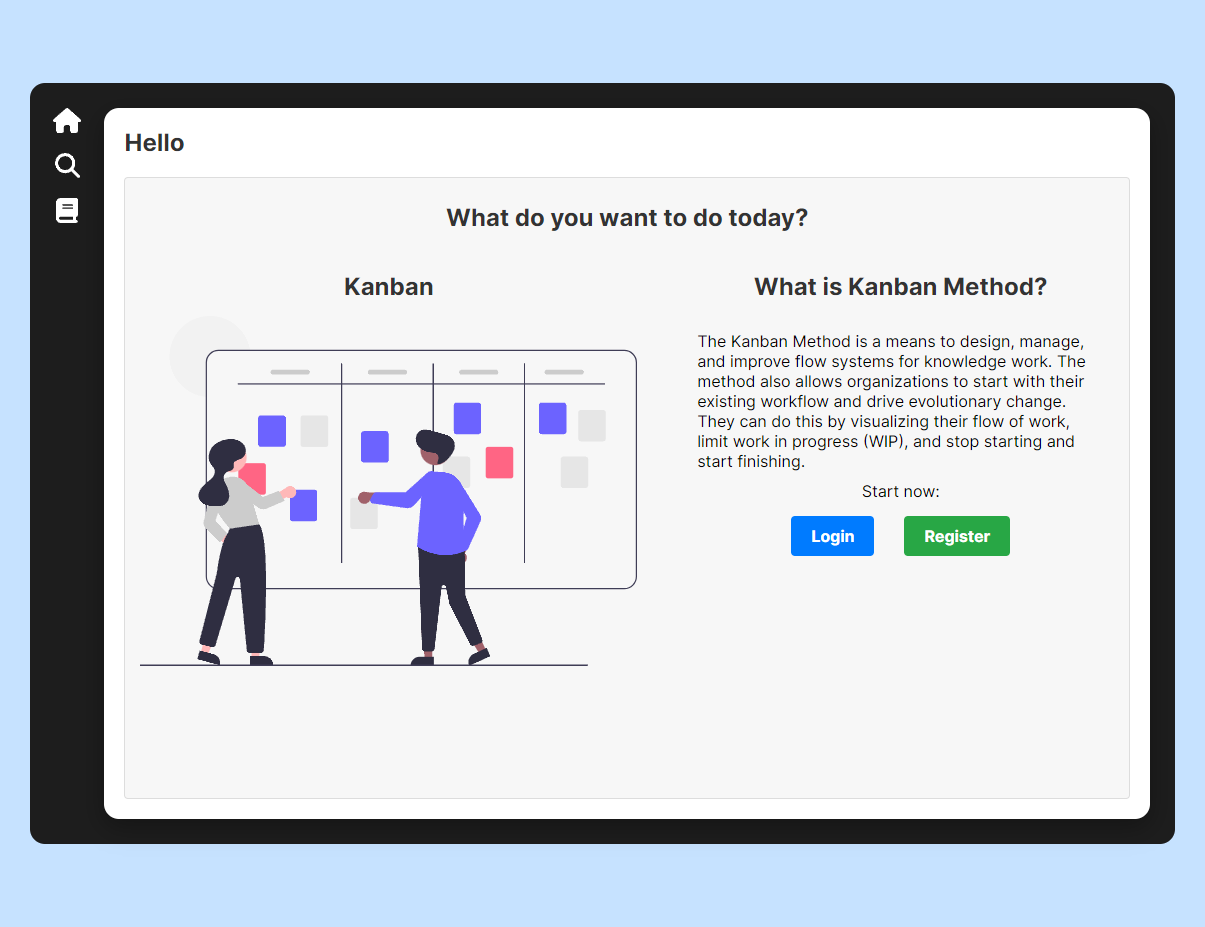 Hello
What do you want to do today?
Kanban
What is Kanban Method?
The Kanban Method is a means to design, manage,
and improve flow systems for knowledge work. The
method also allows organizations to start with their
existing workflow and drive evolutionary change.
They can do this by visualizing their flow of work,
limit work in progress (WIP), and stop starting and
start finishing.
Start now:
Login
Register